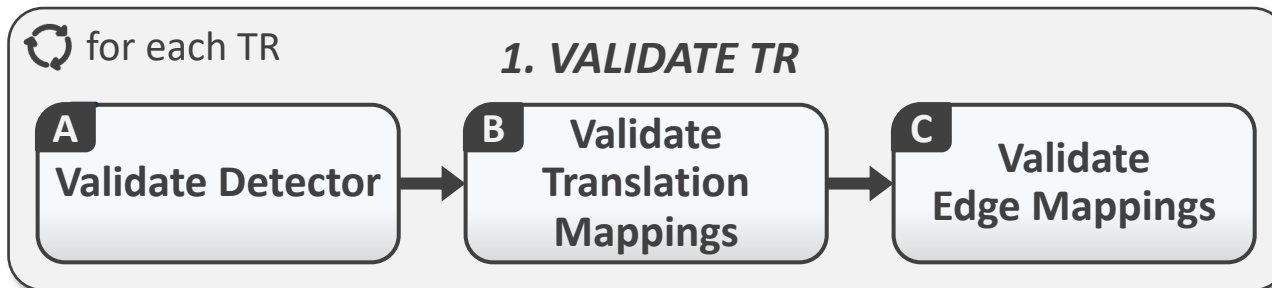 for each TR
1. VALIDATE TR
A
Validate Detector
B
Validate
Translation
Mappings
C
Validate
Edge Mappings